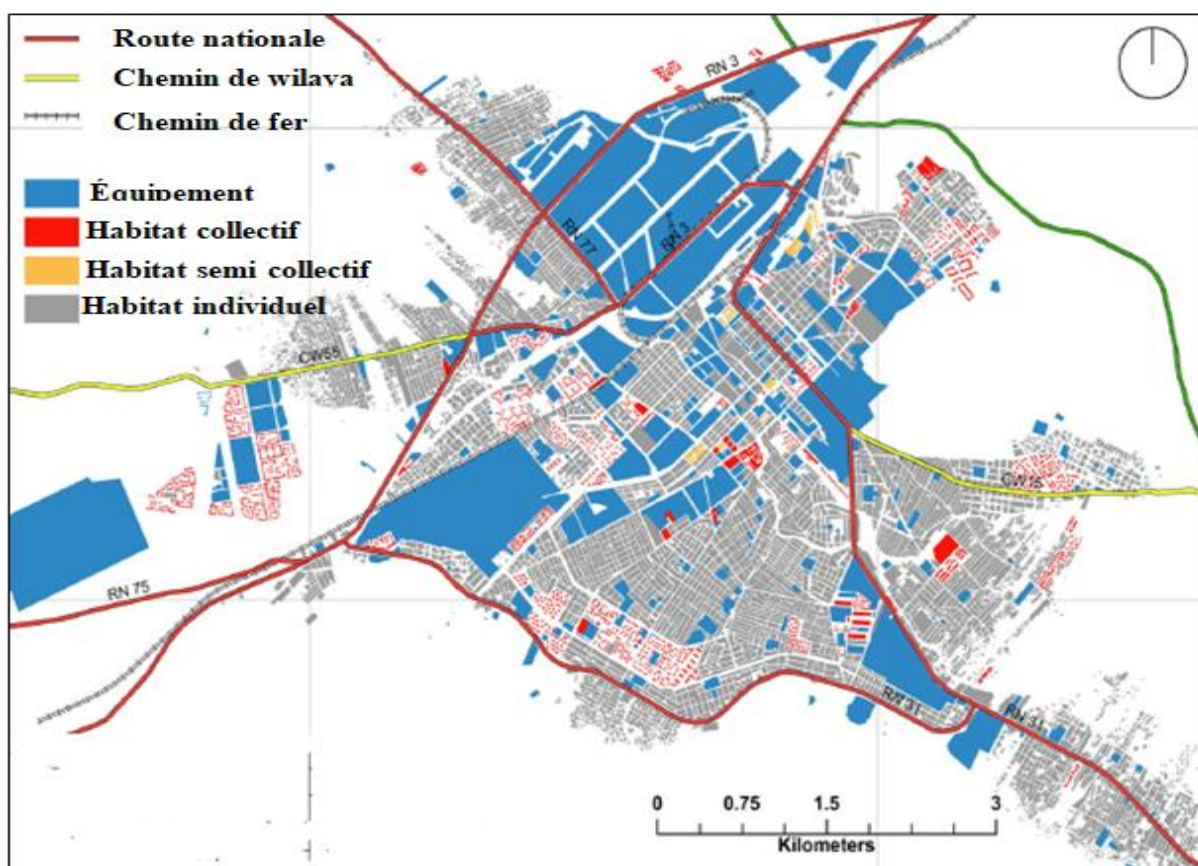 Route nationale
Chemin de wilava
Chemin de fer
Équipement
Habitat collectif
Habitat semi collectif
Habitat individuel
RN 3
RN 77
RN 3
CW55
CW15
RN 75
RN 31
RN 31
0 0.75 1.5 3
Kilometers